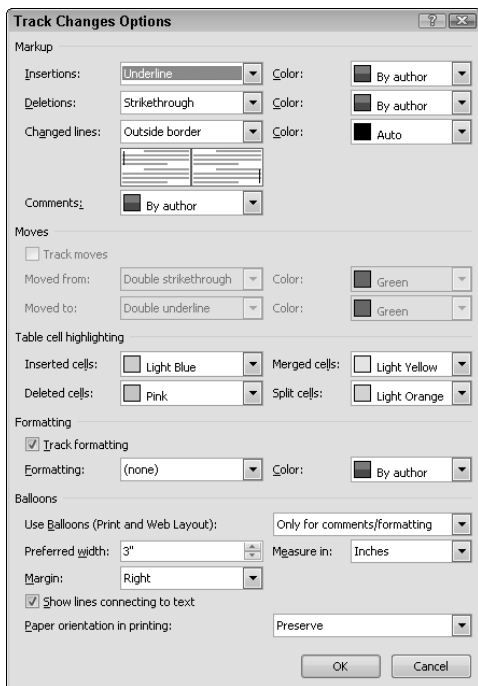 Track Changes Options
Markup
Insertions: Underline Color: By author
Deletions: Strikethrough Color: By author
Changed lines: Outside border Color: Auto
Comments: By author
Moves
Track moves
Moved from: Double strikethrough Color: Green
Moved to: Double underline Color: Green
Table cell highlighting
Inserted cells: Light Blue Merged cells: Light Yellow
Deleted cells: Pink Split cells: Light Orange
Formatting
Track formatting
Formatting: (none) Color: By author
Balloons
Use Balloons (Print and Web Layout): Only for comments/formatting
Preferred width: 3" Measure in: Inches
Margin: Right
Show lines connecting to text
Paper orientation in printing: Preserve
OK Cancel